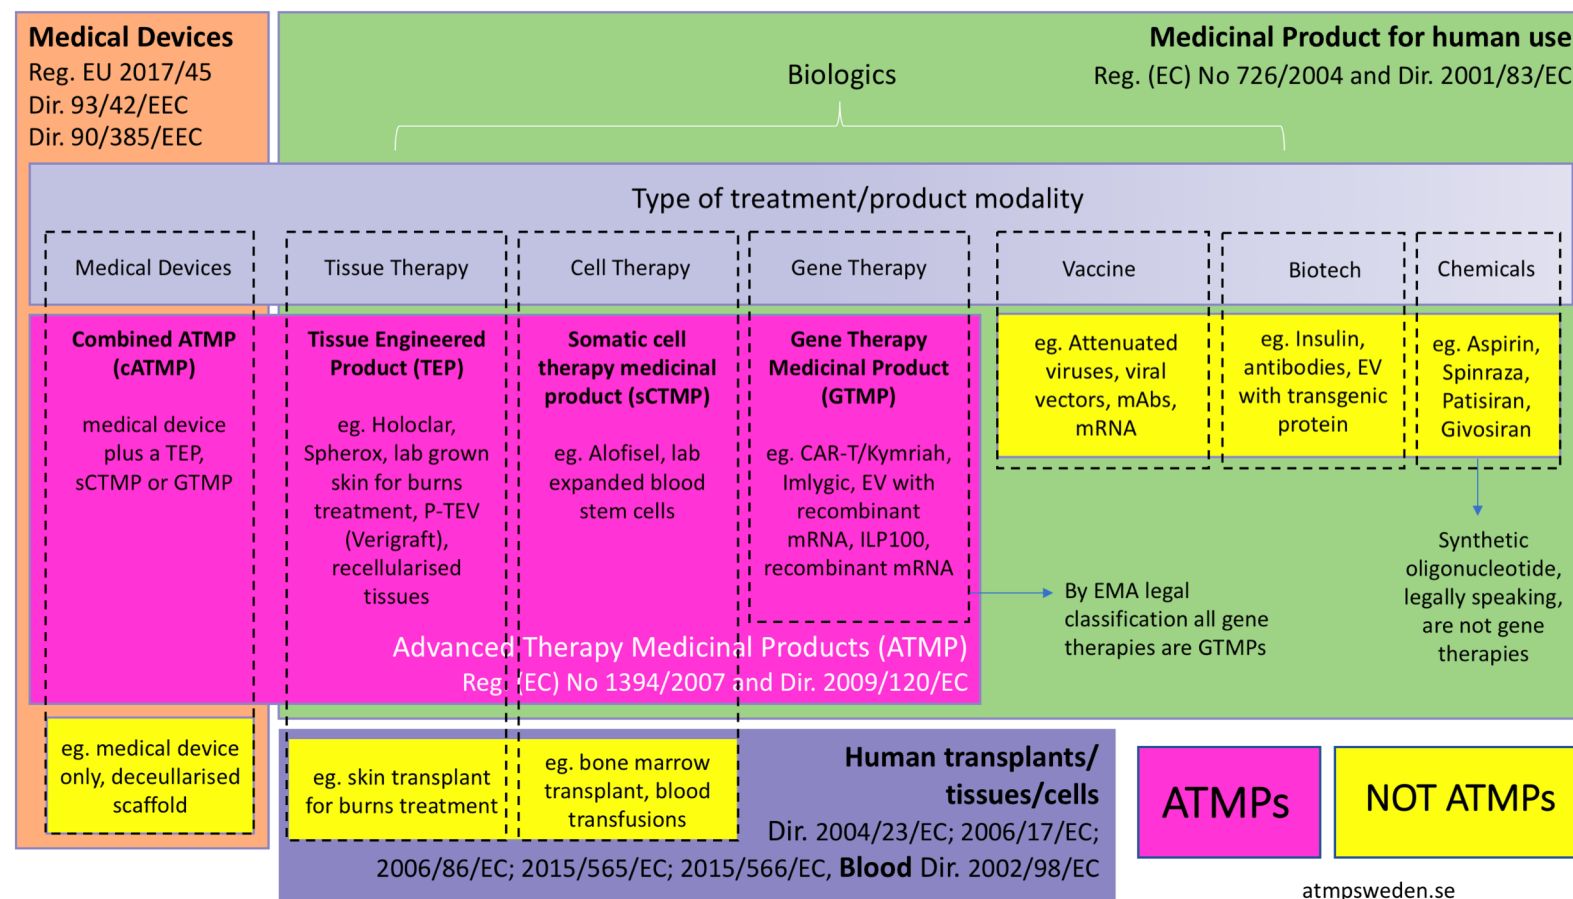 Medical Devices
Reg. EU 2017/45
Dir. 93/42/EEC
Dir. 90/385/EEC
Medicinal Product for human use
Reg. (EC) No 726/2004 and Dir. 2001/83/EC
Biologics
Type of treatment/product modality
Medical Devices
Tissue Therapy
Cell Therapy
Gene Therapy
Vaccine
Biotech
Chemicals
Combined ATMP
(cATMP)
medical device
plus a TEP,
sCTMP or GTMP
Tissue Engineered
Product (TEP)
eg. Holoclar,
Spherox, lab grown
skin for burns
treatment, P-TEV
(Verigraft),
recellularised
tissues
Somatic cell
therapy medicinal
product (sCTMP)
eg. Alofisel, lab
expanded blood
stem cells
Gene Therapy
Medicinal Product
(GTMP)
eg. CAR-T/Kymriah,
Imlygic, EV with
recombinant
mRNA, ILP100,
recombinant mRNA
eg. Attenuated
viruses, viral
vectors, mAbs,
mRNA
eg. Insulin,
antibodies, EV
with transgenic
protein
eg. Aspirin,
Spinraza,
Patisiran,
Givosiran
By EMA legal
classification all gene
therapies are GTMPs
Synthetic
oligonucleotide,
legally speaking,
are not gene
therapies
Advanced Therapy Medicinal Products (ATMP)
Reg. (EC) No 1394/2007 and Dir. 2009/120/EC
eg. medical device
only, deceullarised
scaffold
eg. skin transplant
for burns treatment
eg. bone marrow
transplant, blood
transfusions
Human transplants/
tissues/cells
Dir. 2004/23/EC; 2006/17/EC;
2006/86/EC; 2015/565/EC; 2015/566/EC, Blood Dir. 2002/98/EC
ATMPs
NOT ATMPs
atmpsweden.se